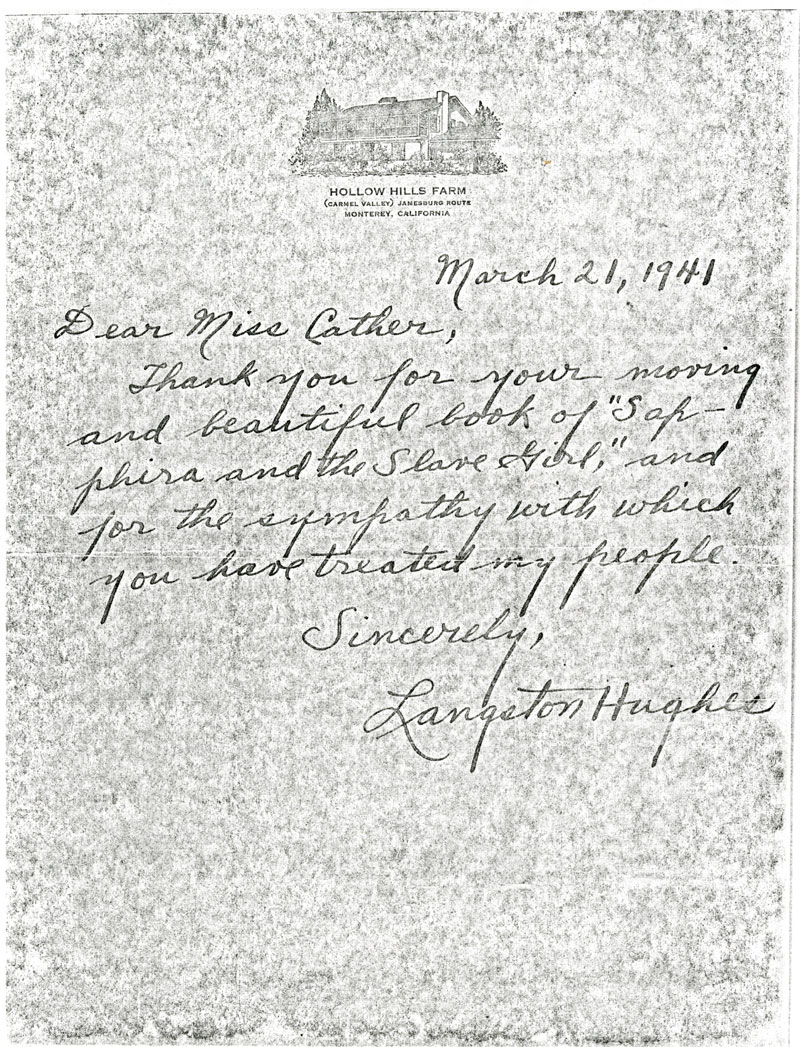 HOLLOW HILLS FARM
(CARMEL VALLEY) JAMESBURG ROUTE
MONTEREY, CALIFORNIA
March 21, 1941
Dear Miss Cather,
Thank you for your moving
and beautiful book of "Sap-
phira and the Slave Girl," and
for the sympathy with which
you have treated my people.
Sincerely,
Langston Hughes